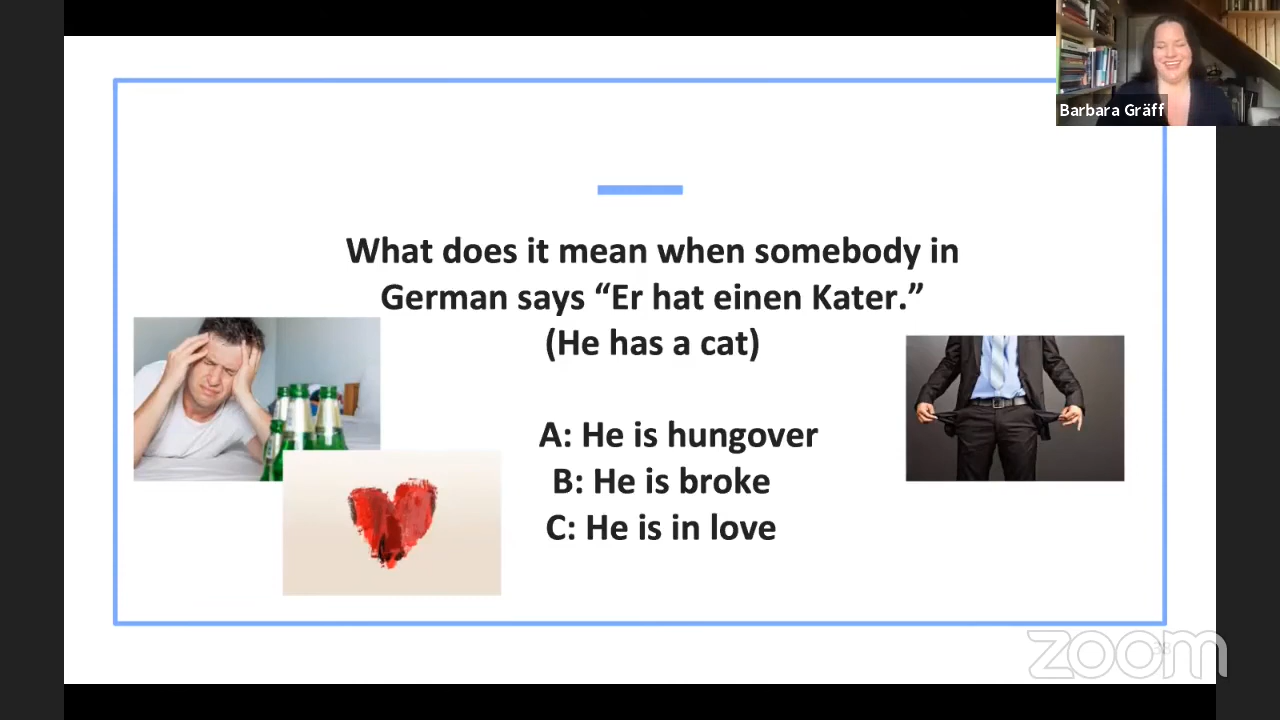 Barbara Gräff
What does it mean when somebody in
German says “Er hat einen Kater.”
(He has a cat)
A: He is hungover
B: He is broke
C: He is in love
zoom